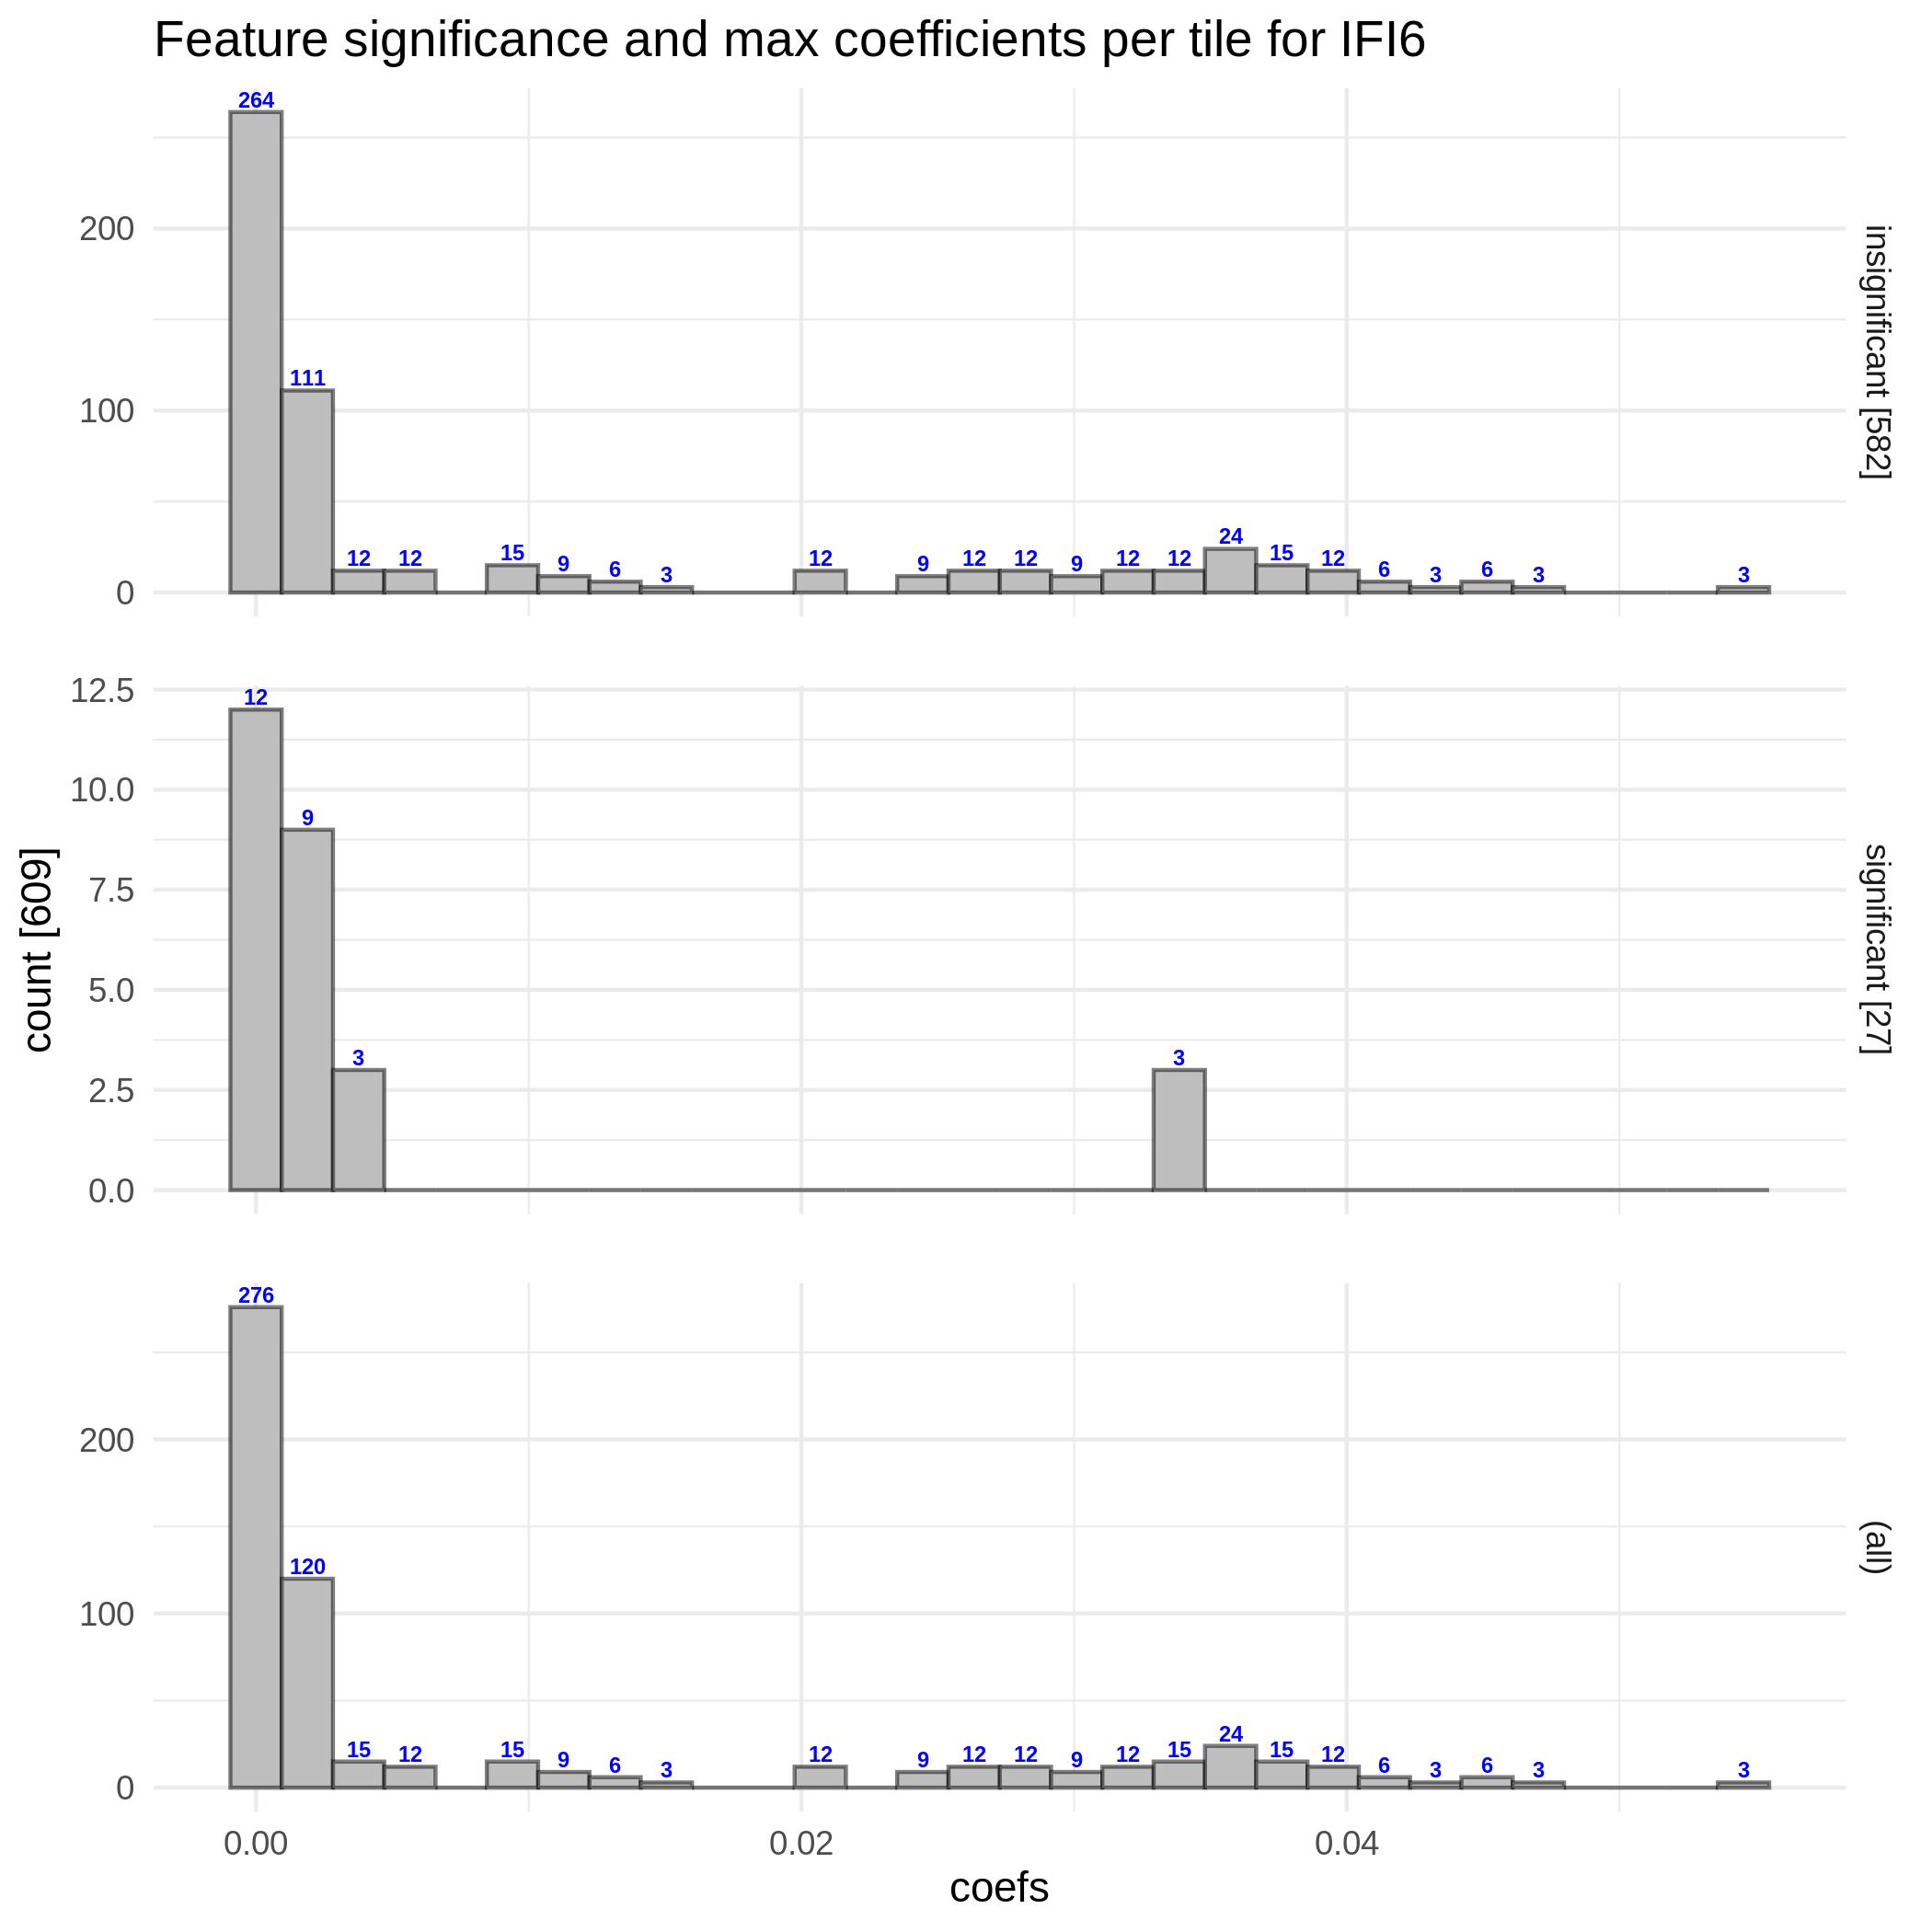 Feature significance and max coefficients per tile for IFI6
264
111
12 12 15 9 6 3 12 9 12 12 9 12 12 24 15 12 6 3 6 3 3
200
100
0
insignificant [582]
12.5
10.0
7.5
5.0
2.5
0.0
12
9
3
3
significant [27]
count [609]
276
120
15 12 15 9 6 3 12 9 12 12 9 12 15 24 15 12 6 3 6 3 3
200
100
0
(all)
0.00 0.02 0.04
coefs